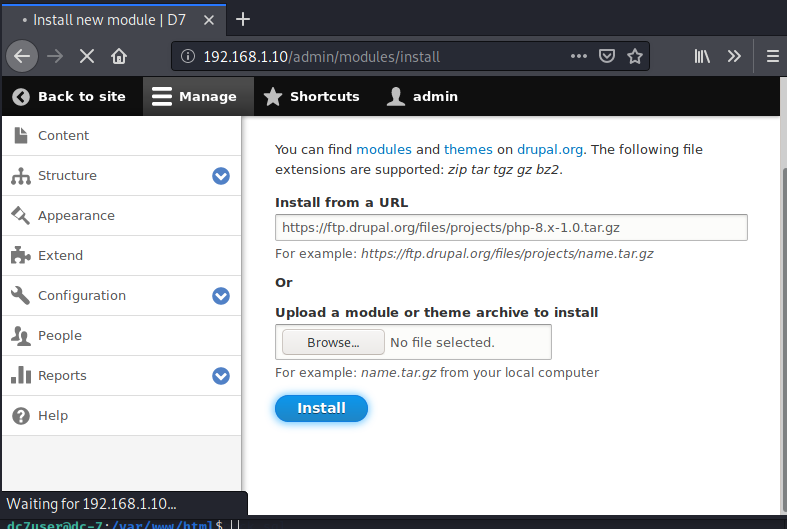 Install new module | D7
192.168.1.10/admin/modules/install
Back to site
Manage
Shortcuts
admin
Content
Structure
Appearance
Extend
Configuration
People
Reports
Help
You can find modules and themes on drupal.org. The following file
extensions are supported: zip tar tgz gz bz2.
Install from a URL
https://ftp.drupal.org/files/projects/php-8.x-1.0.tar.gz
For example: https://ftp.drupal.org/files/projects/name.tar.gz
Or
Upload a module or theme archive to install
Browse... No file selected.
For example: name.tar.gz from your local computer
Install
Waiting for 192.168.1.10...
dc7user@dc-7:/var/www/html$